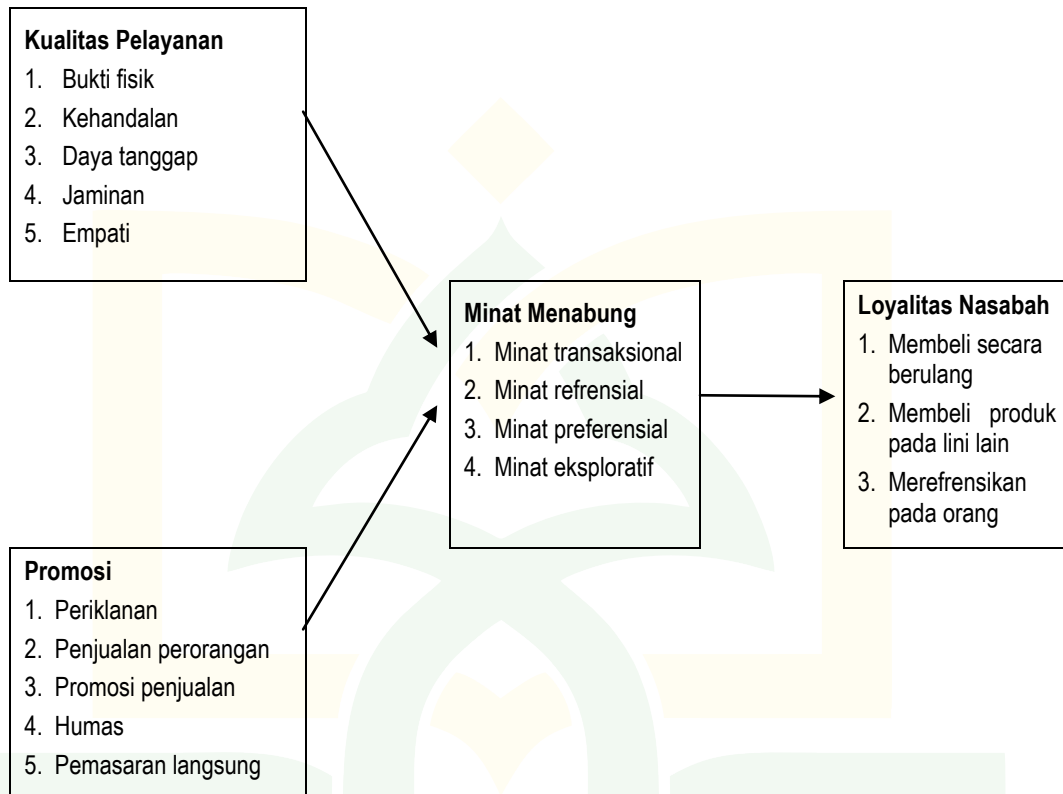 Kualitas Pelayanan
1. Bukti fisik
2. Kehandalan
3. Daya tanggap
4. Jaminan
5. Empati
Promosi
1. Periklanan
2. Penjualan perorangan
3. Promosi penjualan
4. Humas
5. Pemasaran langsung
Minat Menabung
1. Minat transaksional
2. Minat refrensial
3. Minat preferensial
4. Minat eksploratif
Loyalitas Nasabah
1. Membeli secara
berulang
2. Membeli produk
pada lini lain
3. Merefrensikan
pada orang